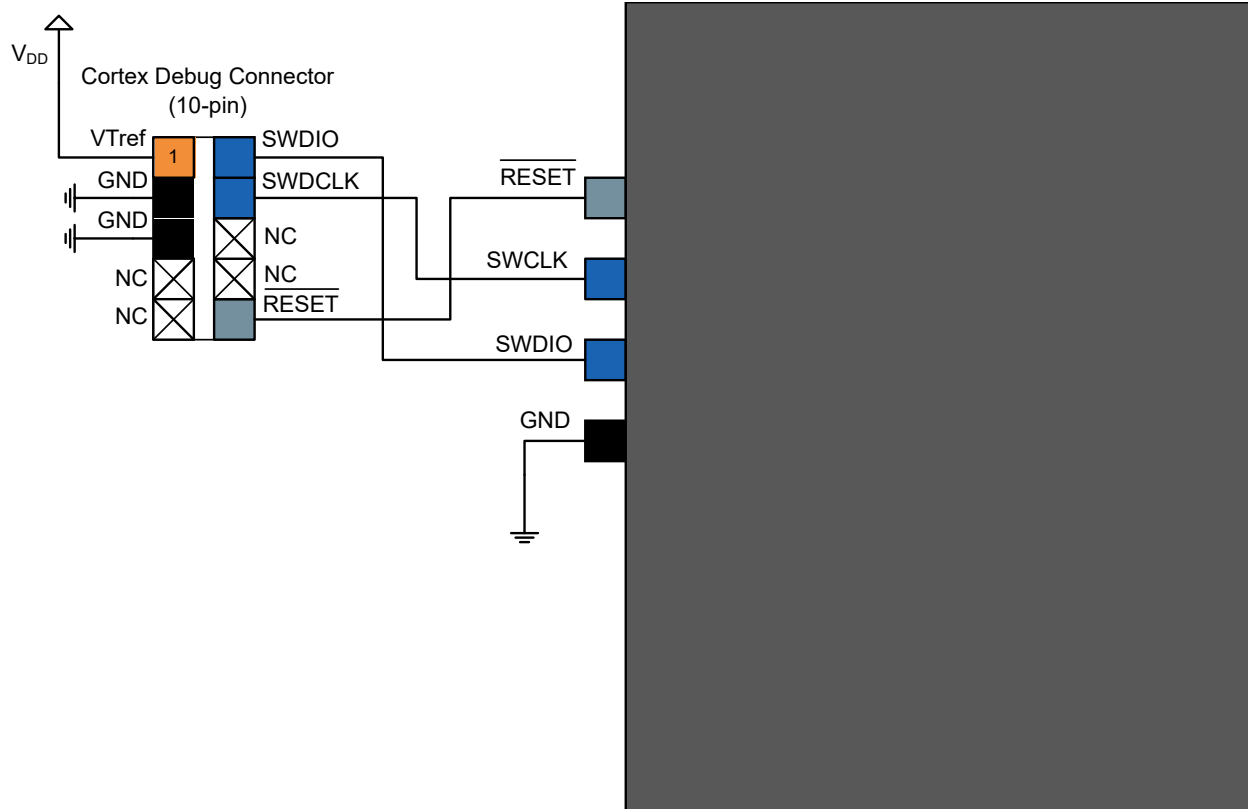 VDD
Cortex Debug Connector
(10-pin)
VTref
1
SWDIO
GND
SWDCLK
GND
NC
NC
NC
NC
RESET
RESET
SWCLK
SWDIO
GND